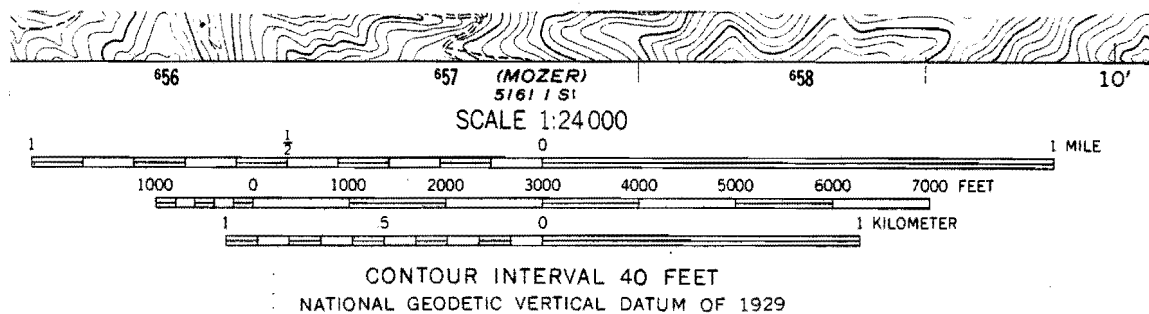 ⁶56 ⁶57 (MOZER) ⁶58 10'
5161 I SE
SCALE 1:24 000
1 ½ 0 1 MILE
1000 0 1000 2000 3000 4000 5000 6000 7000 FEET
1 .5 0 1 KILOMETER
CONTOUR INTERVAL 40 FEET
NATIONAL GEODETIC VERTICAL DATUM OF 1929